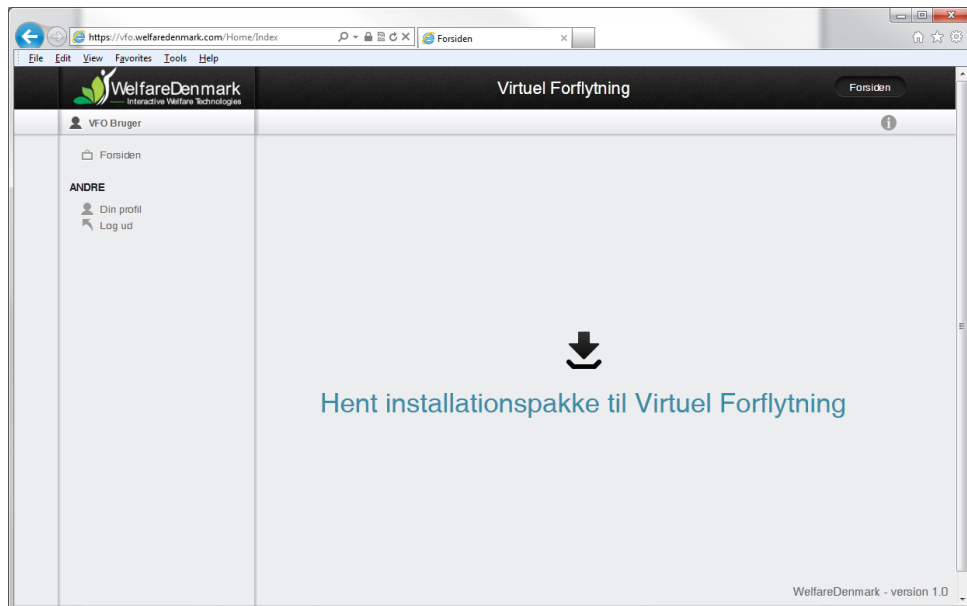 https://vfo.welfaredenmark.com/Home/Index
Forsiden
File Edit View Favorites Tools Help
WelfareDenmark
Interactive Welfare Technologies
Virtuel Forflytning
Forsiden
VFO Bruger
Forsiden
ANDRE
Din profil
Log ud
Hent installationspakke til Virtuel Forflytning
WelfareDenmark - version 1.0